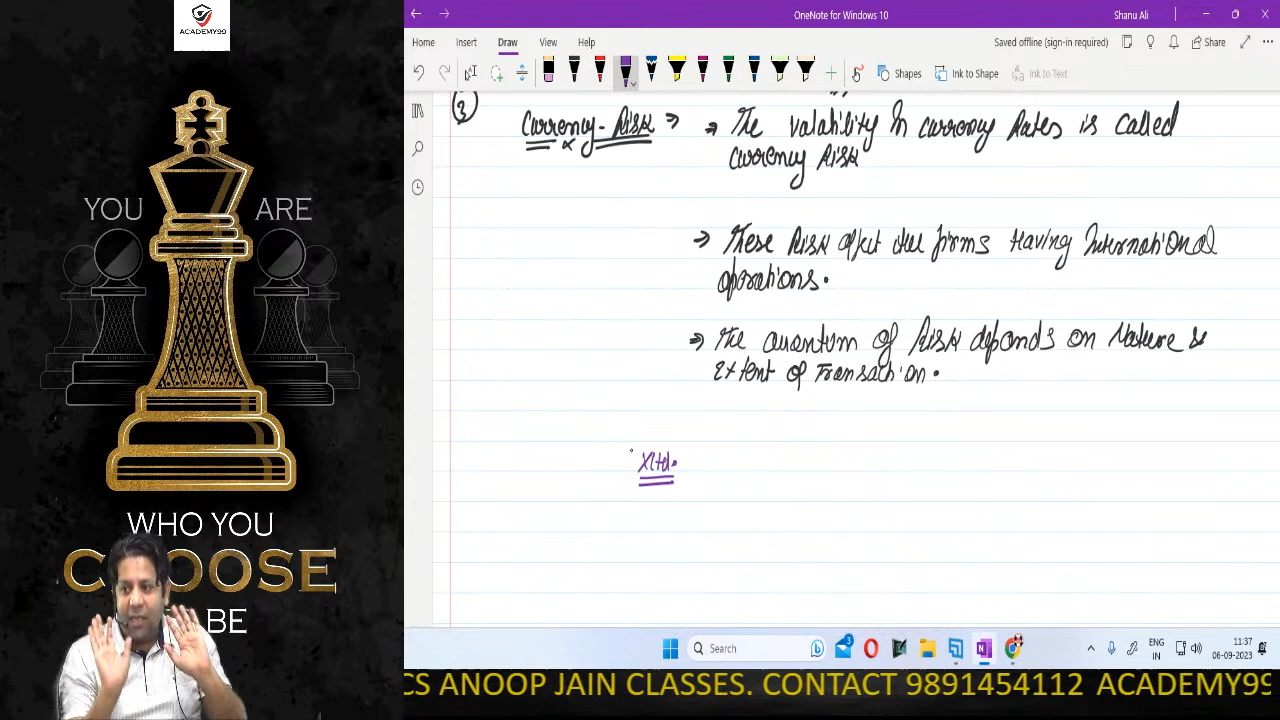 ACADEMY99
YOU ARE
WHO YOU
CHOOSE
BE
OneNote for Windows 10
Shanu Ali
Home Insert Draw View Help
Saved offline (sign-in required)
Share
Shapes
Ink to Shape
Ink to Text
3
Currency-Risk ⇒ → The valability In currency Rates is called
currency Risk
→ These Risk affect the firms Having International
operations.
⇒ The quantum of Risk depends on Nature &
Extent of Transaction.
X Ltd.
Search
3
ENG
IN
11:37
06-09-2023
CS ANOOP JAIN CLASSES. CONTACT 9891454112 ACADEMY99